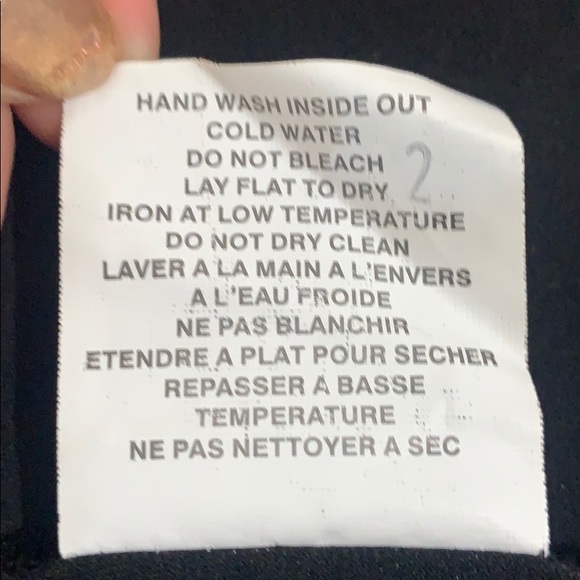 HAND WASH INSIDE OUT
COLD WATER
DO NOT BLEACH
LAY FLAT TO DRY 2
IRON AT LOW TEMPERATURE
DO NOT DRY CLEAN
LAVER A LA MAIN A L'ENVERS
A L'EAU FROIDE
NE PAS BLANCHIR
ETENDRE A PLAT POUR SECHER
REPASSER A BASSE
TEMPERATURE
NE PAS NETTOYER A SEC